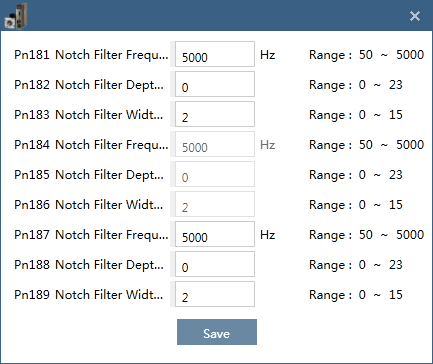 Pn181 Notch Filter Frequ... 5000 Hz Range : 50 ~ 5000
Pn182 Notch Filter Dept... 0 Range : 0 ~ 23
Pn183 Notch Filter Widt... 2 Range : 0 ~ 15
Pn184 Notch Filter Frequ... 5000 Hz Range : 50 ~ 5000
Pn185 Notch Filter Dept... 0 Range : 0 ~ 23
Pn186 Notch Filter Widt... 2 Range : 0 ~ 15
Pn187 Notch Filter Frequ... 5000 Hz Range : 50 ~ 5000
Pn188 Notch Filter Dept... 0 Range : 0 ~ 23
Pn189 Notch Filter Widt... 2 Range : 0 ~ 15
Save